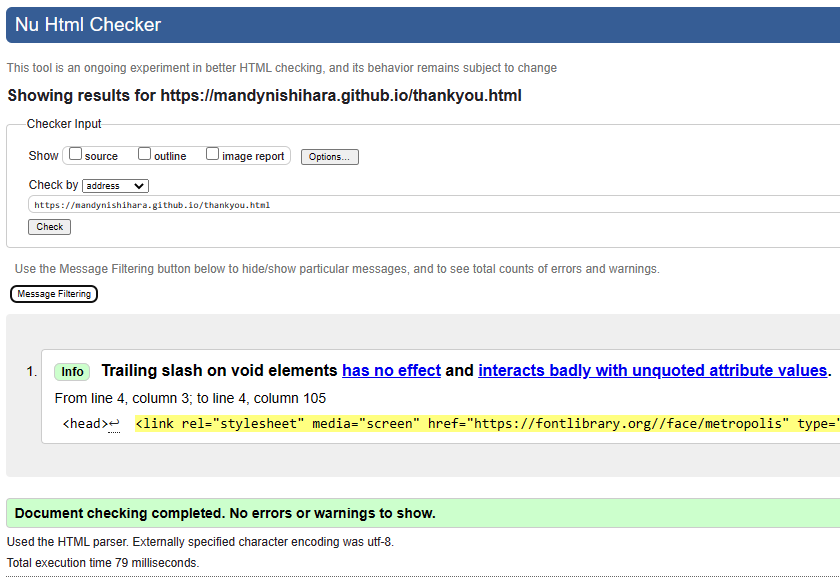 Nu Html Checker
This tool is an ongoing experiment in better HTML checking, and its behavior remains subject to change
Showing results for https://mandynishihara.github.io/thankyou.html
Checker Input
Show source outline image report Options...
Check by address
https://mandynishihara.github.io/thankyou.html
Check
Use the Message Filtering button below to hide/show particular messages, and to see total counts of errors and warnings.
Message Filtering
1. Info Trailing slash on void elements has no effect and interacts badly with unquoted attribute values.
From line 4, column 3; to line 4, column 105
<head>↩ <link rel="stylesheet" media="screen" href="https://fontlibrary.org//face/metropolis" type="
Document checking completed. No errors or warnings to show.
Used the HTML parser. Externally specified character encoding was utf-8.
Total execution time 79 milliseconds.